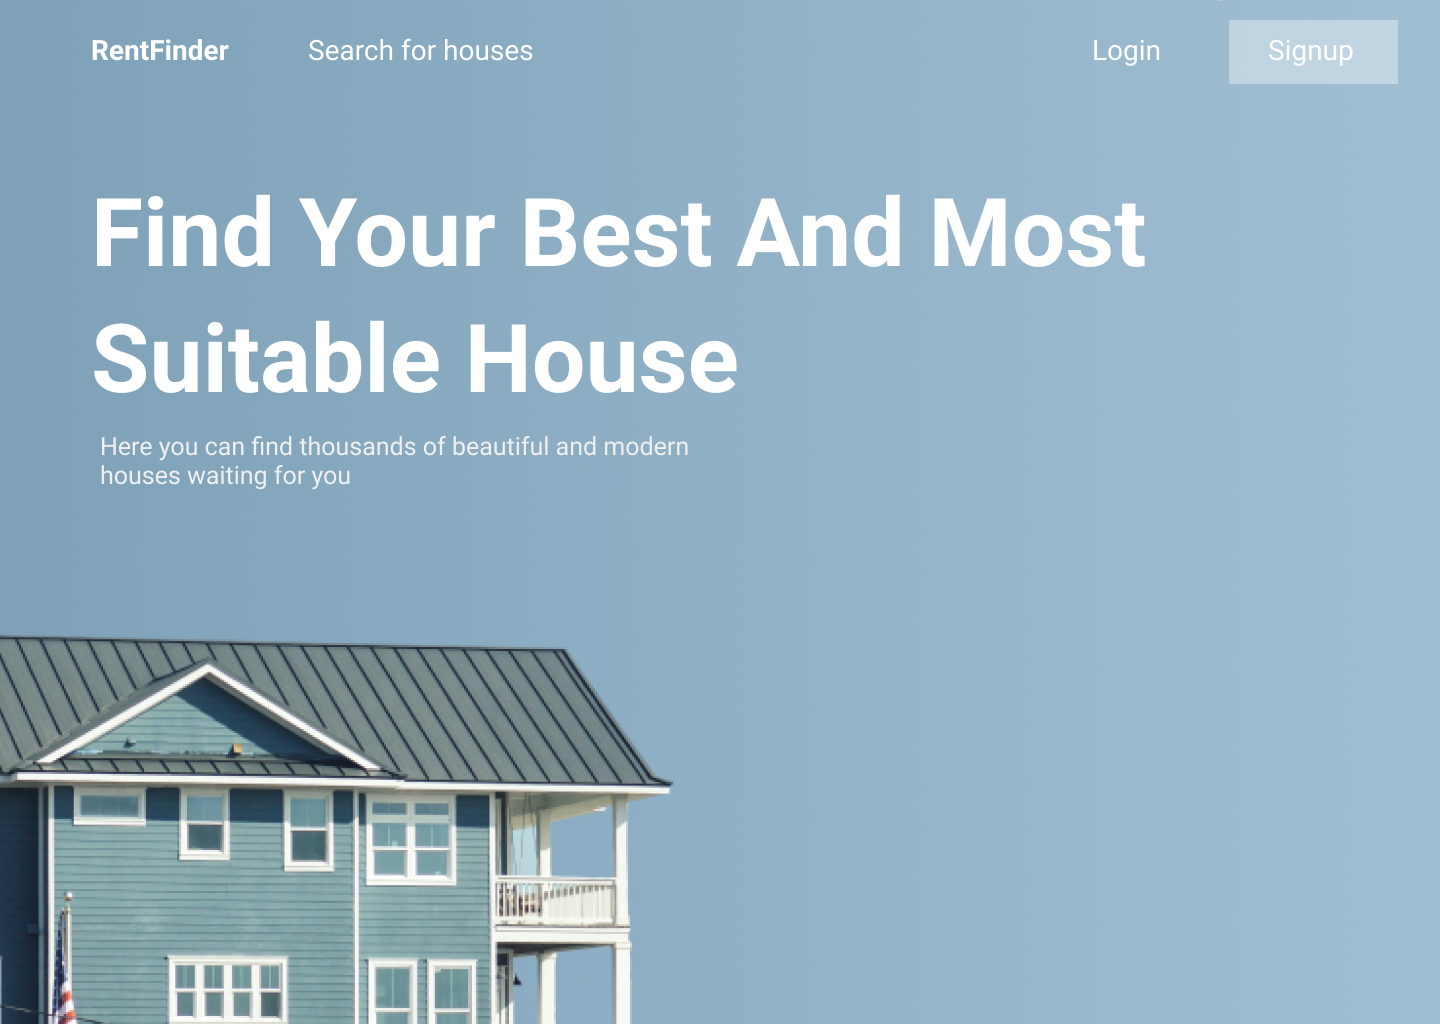 RentFinder Search for houses Login Signup
Find Your Best And Most
Suitable House
Here you can find thousands of beautiful and modern
houses waiting for you